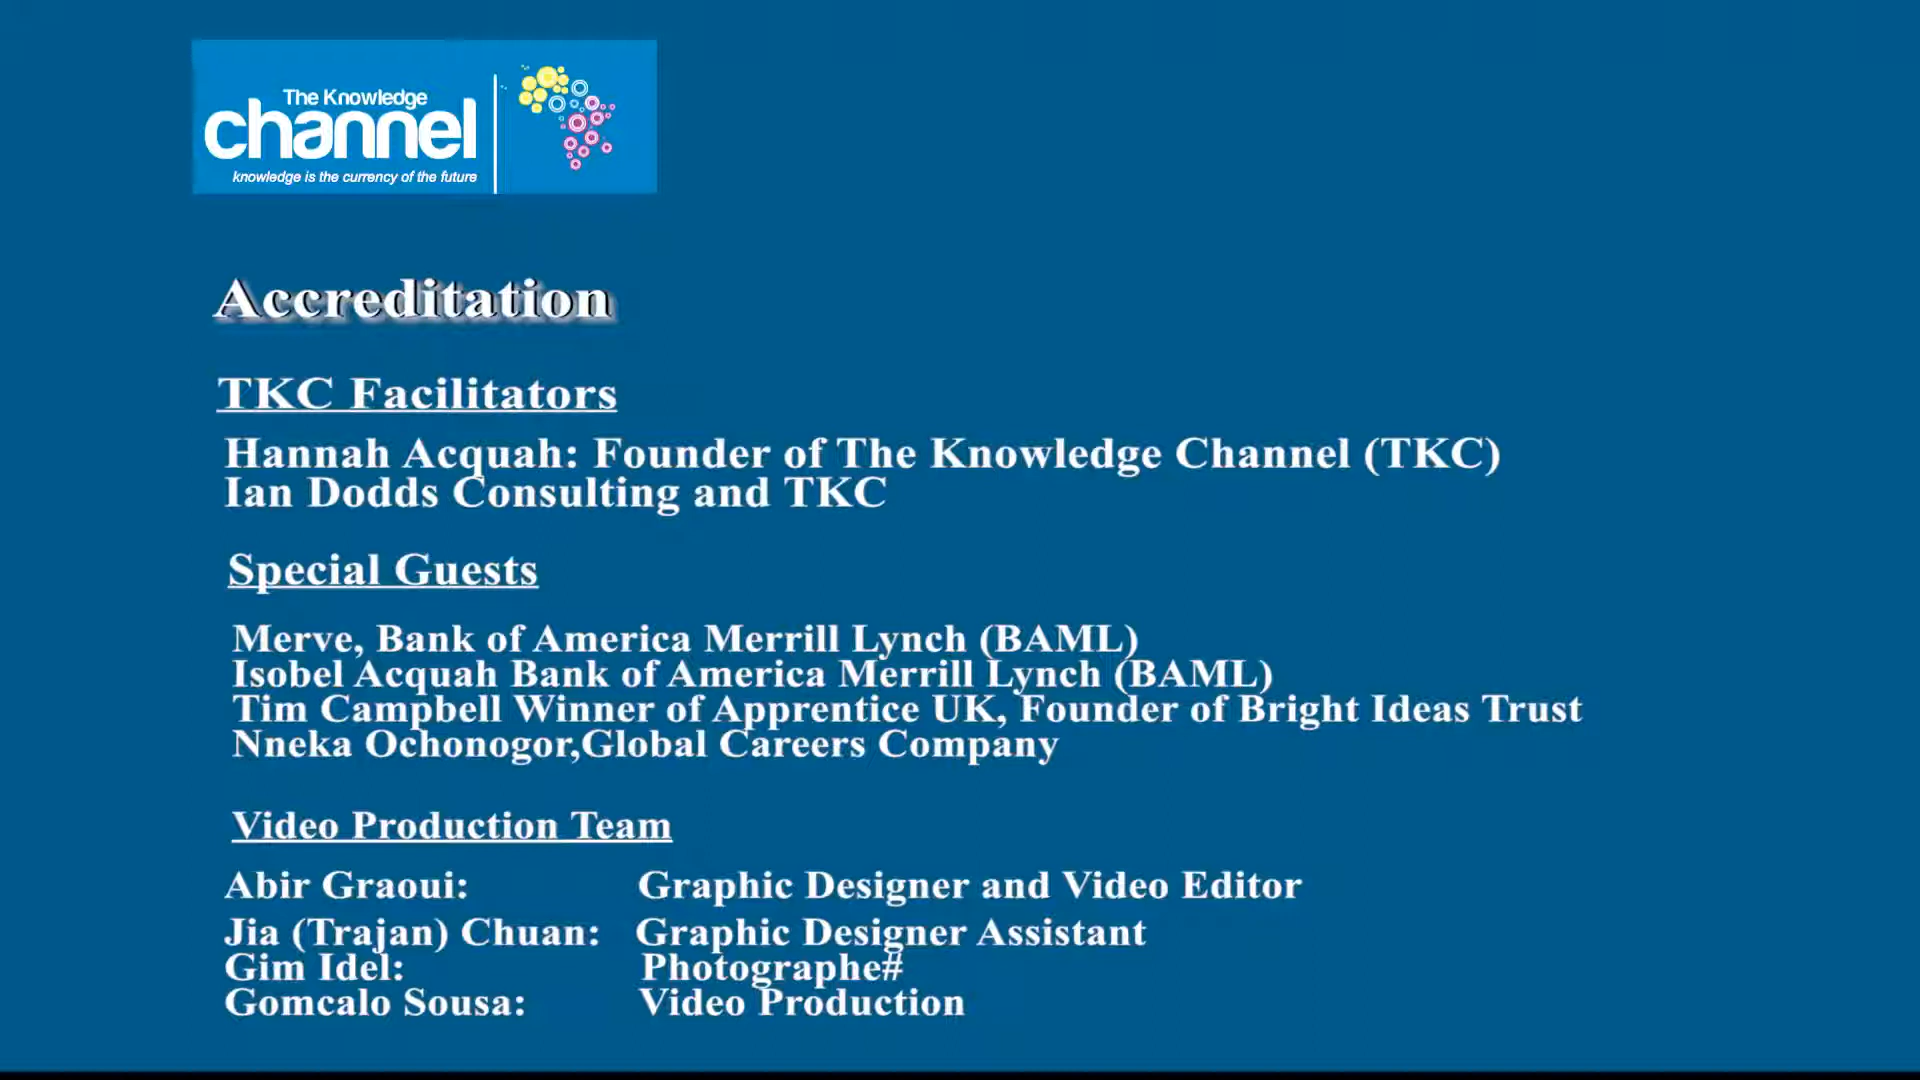 The Knowledge
channel
knowledge is the currency of the future
Accreditation
TKC Facilitators
Hannah Acquah: Founder of The Knowledge Channel (TKC)
Ian Dodds Consulting and TKC
Special Guests
Merve, Bank of America Merrill Lynch (BAML)
Isobel Acquah Bank of America Merrill Lynch (BAML)
Tim Campbell Winner of Apprentice UK, Founder of Bright Ideas Trust
Nneka Ochonogor,Global Careers Company
Video Production Team
Abir Graoui: Graphic Designer and Video Editor
Jia (Trajan) Chuan: Graphic Designer Assistant
Gim Idel: Photographe#
Gomcalo Sousa: Video Production